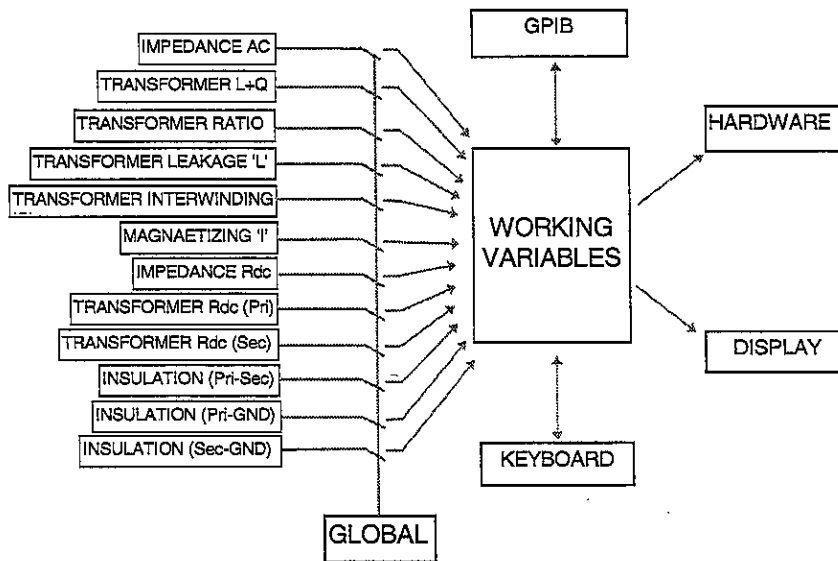 GPIB
IMPEDANCE AC
TRANSFORMER L+Q
TRANSFORMER RATIO
TRANSFORMER LEAKAGE 'L'
TRANSFORMER INTERWINDING
MAGNAETIZING 'I'
IMPEDANCE Rdc
TRANSFORMER Rdc (Pri)
TRANSFORMER Rdc (Sec)
INSULATION (Pri-Sec)
INSULATION (Pri-GND)
INSULATION (Sec-GND)
GLOBAL
WORKING
VARIABLES
KEYBOARD
HARDWARE
DISPLAY